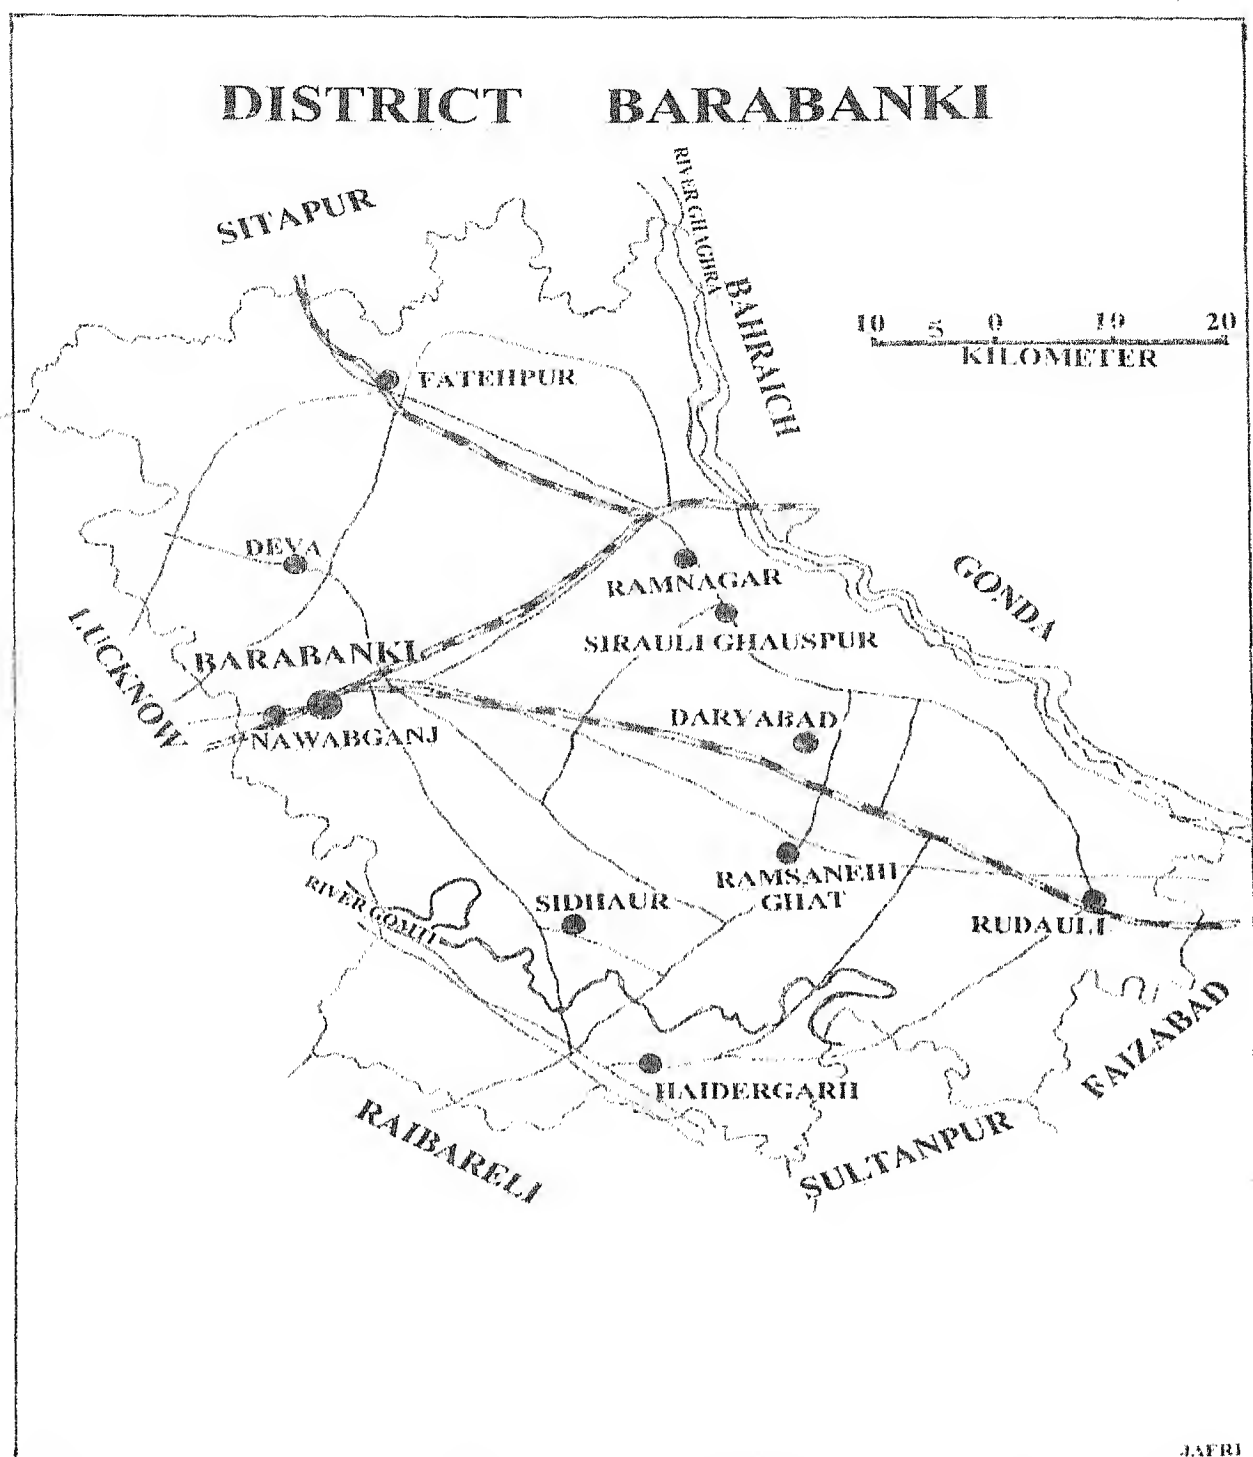 DISTRICT BARABANKI
RIVER GHAGHRA
SITAPUR
BAHRAICH
10 5 0 10 20
KILOMETER
FATEHPUR
DEVA
GONDA
RAMNAGAR
LUCKNOW
SIRAULI GHAUSPUR
BARABANKI
DARYABAD
NAWABGANJ
RAMSANEHI
GHAT
RIVER GOMTI
SIDHAUR
RUDAULI
FAIZABAD
HAIDERGARH
RAIBARELI
SULTANPUR
JAFRI